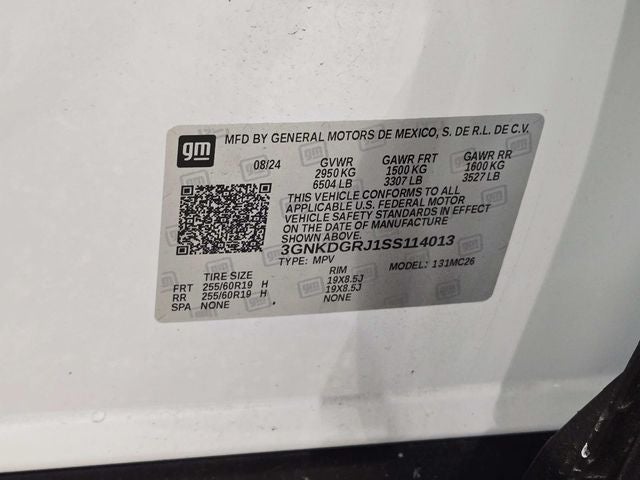 gm
MFD BY GENERAL MOTORS DE MEXICO, S. DE R.L. DE C.V.
08/24 GVWR GAWR FRT GAWR RR
2950 KG 1500 KG 1600 KG
6504 LB 3307 LB 3527 LB
THIS VEHICLE CONFORMS TO ALL
APPLICABLE U.S. FEDERAL MOTOR
VEHICLE SAFETY STANDARDS IN EFFECT
ON THE DATE OF MANUFACTURE
SHOWN ABOVE.
3GNKDGRJ1SS114013
TYPE: MPV MODEL: 131MC26
TIRE SIZE RIM
FRT 255/60R19 H 19X8.5J
RR 255/60R19 H 19X8.5J
SPA NONE NONE